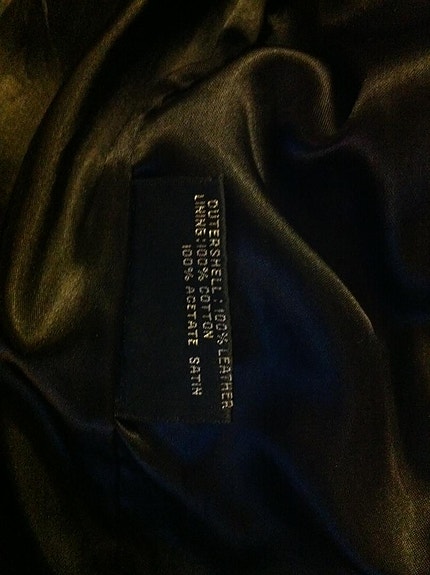 OUTERSHELL : 100% LEATHER
LINING : 100% COTTON
100% ACETATE SATIN